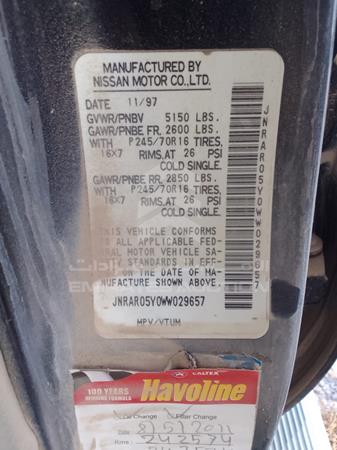 MANUFACTURED BY
NISSAN MOTOR CO.,LTD.
DATE 11/97
GVWR/PNBV 5150 LBS.
GAWR/PNBE FR, 2600 LBS.
WITH P245/70R16 TIRES,
16X7 RIMS,AT 26 PSI
COLD SINGLE.
GAWR/PNBE RR, 2850 LBS.
WITH P245/70R16 TIRES,
16X7 RIMS,AT 26 PSI
COLD SINGLE.
THIS VEHICLE CONFORMS
TO ALL APPLICABLE FED-
ERAL MOTOR VEHICLE SA-
FETY STANDARDS IN EFF-
ECT ON THE DATE OF MA-
NUFACTURE SHOWN ABOVE.
JNRAR05Y0WW029657
MPV/VTUM
JNRAR05Y0WW029657
CALTEX
100 YEARS
Havoline
Change Filter Change
Date
Kms 242574